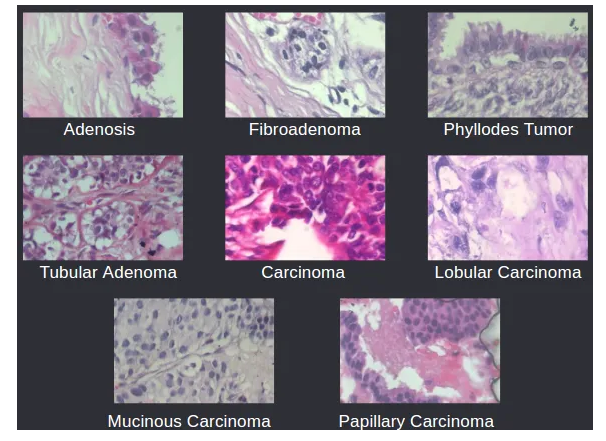 Adenosis
Fibroadenoma
Phyllodes Tumor
Tubular Adenoma
Carcinoma
Lobular Carcinoma
Mucinous Carcinoma
Papillary Carcinoma